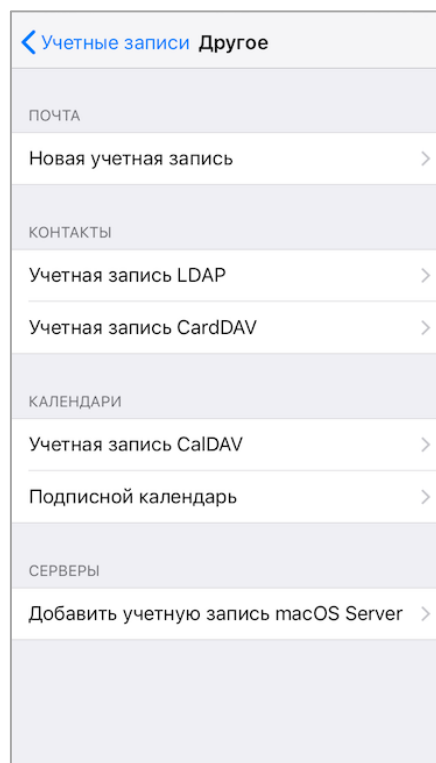 Учетные записи Другое
ПОЧТА
Новая учетная запись
КОНТАКТЫ
Учетная запись LDAP
Учетная запись CardDAV
КАЛЕНДАРИ
Учетная запись CalDAV
Подписной календарь
СЕРВЕРЫ
Добавить учетную запись macOS Server